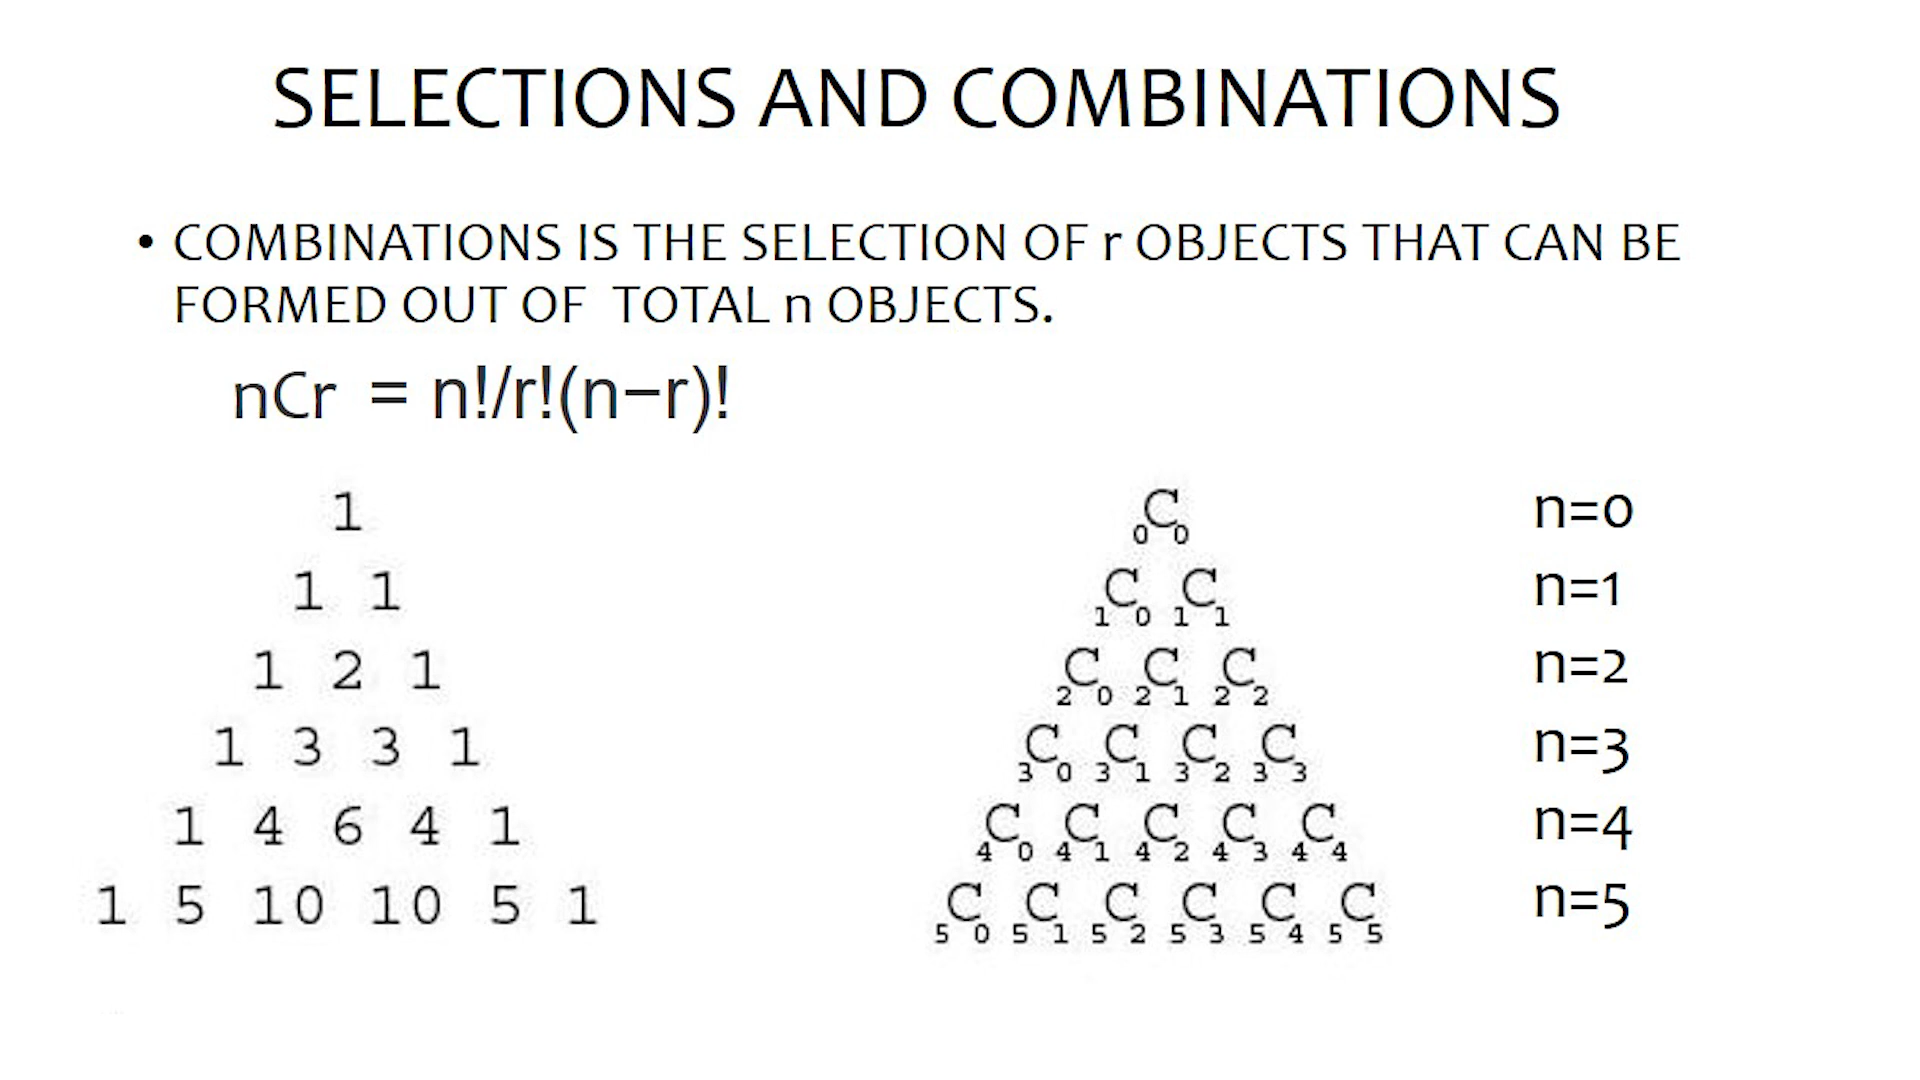 SELECTIONS AND COMBINATIONS
• COMBINATIONS IS THE SELECTION OF r OBJECTS THAT CAN BE
FORMED OUT OF TOTAL n OBJECTS.
nCr = n!/r!(n−r)!
1
1 1
1 2 1
1 3 3 1
1 4 6 4 1
1 5 10 10 5 1
0C0
1C0 1C1
2C0 2C1 2C2
3C0 3C1 3C2 3C3
4C0 4C1 4C2 4C3 4C4
5C0 5C1 5C2 5C3 5C4 5C5
n=0
n=1
n=2
n=3
n=4
n=5